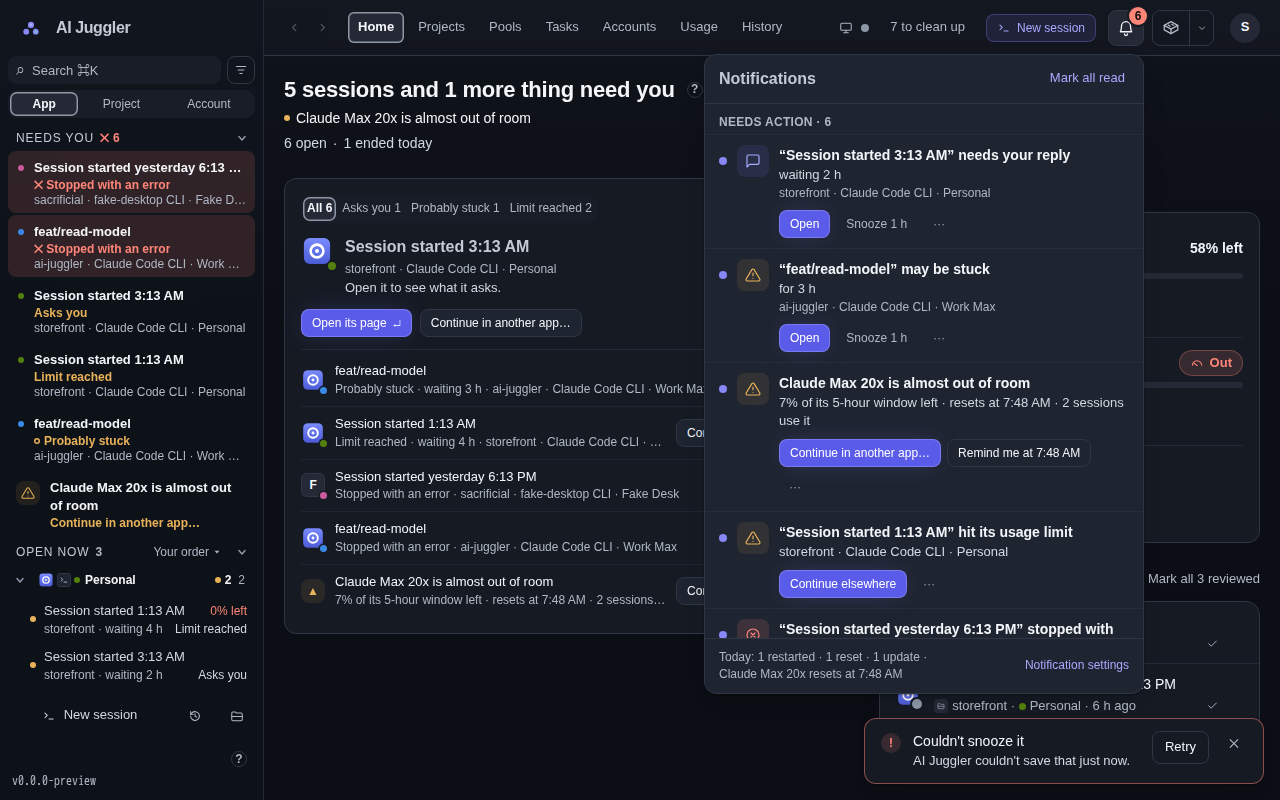 AI Juggler
Search ⌘K
App
Project
Account
NEEDS YOU 6
Session started yesterday 6:13 …
Stopped with an error
sacrificial · fake-desktop CLI · Fake D…
feat/read-model
Stopped with an error
ai-juggler · Claude Code CLI · Work …
Session started 3:13 AM
Asks you
storefront · Claude Code CLI · Personal
Session started 1:13 AM
Limit reached
storefront · Claude Code CLI · Personal
feat/read-model
Probably stuck
ai-juggler · Claude Code CLI · Work …
Claude Max 20x is almost out
of room
Continue in another app…
OPEN NOW 3
Your order
Personal
2 2
Session started 1:13 AM
0% left
storefront · waiting 4 h
Limit reached
Session started 3:13 AM
storefront · waiting 2 h
Asks you
New session
?
v0.0.0-preview
Home
Projects
Pools
Tasks
Accounts
Usage
History
7 to clean up
New session
6
S
5 sessions and 1 more thing need you
?
Claude Max 20x is almost out of room
6 open · 1 ended today
All 6
Asks you 1
Probably stuck 1
Limit reached 2
Session started 3:13 AM
storefront · Claude Code CLI · Personal
Open it to see what it asks.
Open its page
Continue in another app…
feat/read-model
Probably stuck · waiting 3 h · ai-juggler · Claude Code CLI · Work Ma
Session started 1:13 AM
Limit reached · waiting 4 h · storefront · Claude Code CLI · …
F
Session started yesterday 6:13 PM
Stopped with an error · sacrificial · fake-desktop CLI · Fake Desk
feat/read-model
Stopped with an error · ai-juggler · Claude Code CLI · Work Max
Claude Max 20x is almost out of room
7% of its 5-hour window left · resets at 7:48 AM · 2 sessions…
Notifications
Mark all read
NEEDS ACTION · 6
“Session started 3:13 AM” needs your reply
waiting 2 h
storefront · Claude Code CLI · Personal
Open
Snooze 1 h
…
“feat/read-model” may be stuck
for 3 h
ai-juggler · Claude Code CLI · Work Max
Open
Snooze 1 h
…
Claude Max 20x is almost out of room
7% of its 5-hour window left · resets at 7:48 AM · 2 sessions
use it
Continue in another app…
Remind me at 7:48 AM
…
“Session started 1:13 AM” hit its usage limit
storefront · Claude Code CLI · Personal
Continue elsewhere
…
“Session started yesterday 6:13 PM” stopped with
Today: 1 restarted · 1 reset · 1 update ·
Claude Max 20x resets at 7:48 AM
Notification settings
58% left
Out
Mark all 3 reviewed
3 PM
storefront · Personal · 6 h ago
!
Couldn't snooze it
AI Juggler couldn't save that just now.
Retry